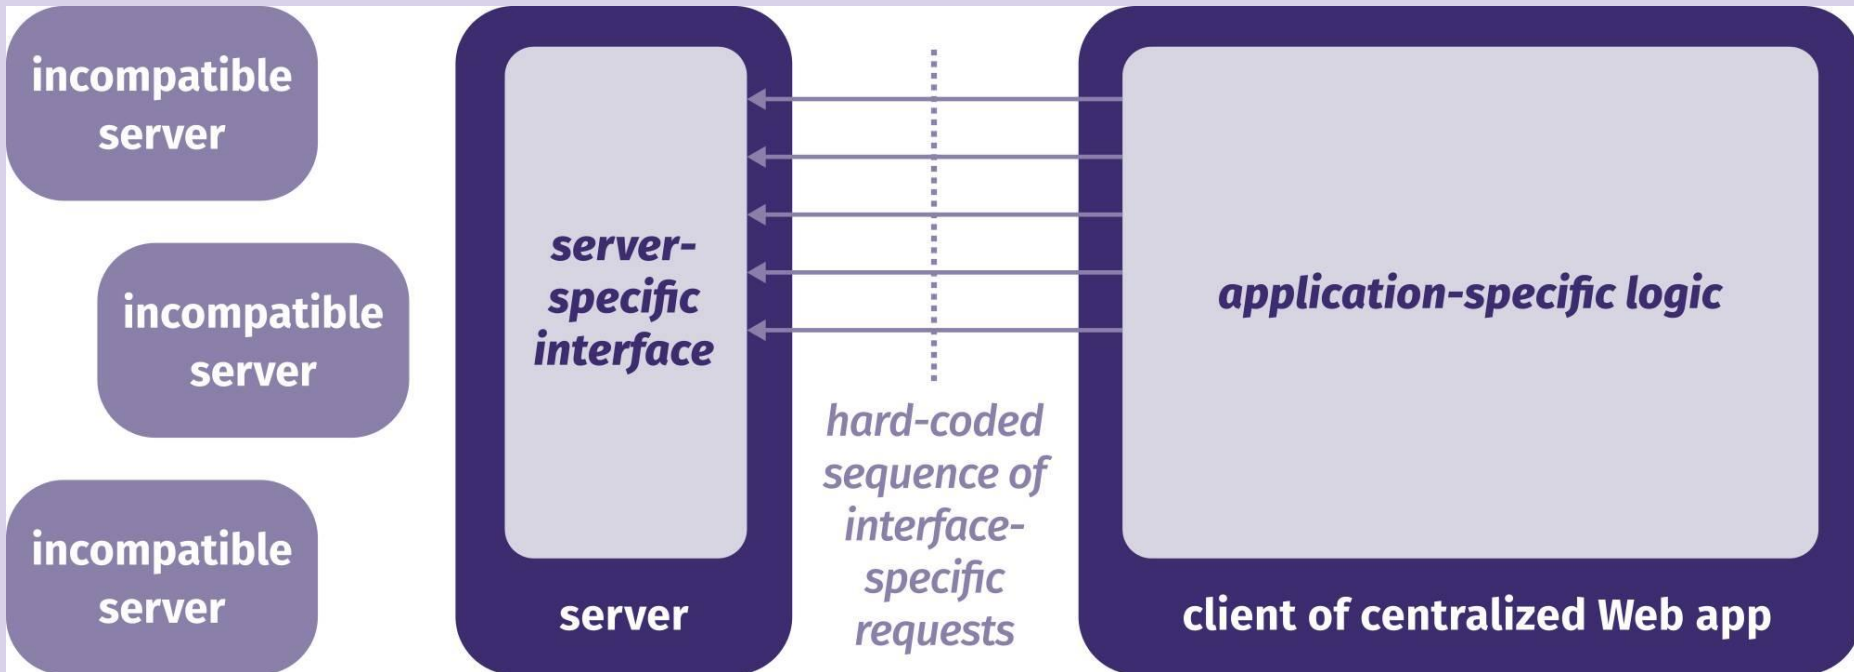 incompatible
server
incompatible
server
incompatible
server
server-
specific
interface
server
hard-coded
sequence of
interface-
specific
requests
application-specific logic
client of centralized Web app